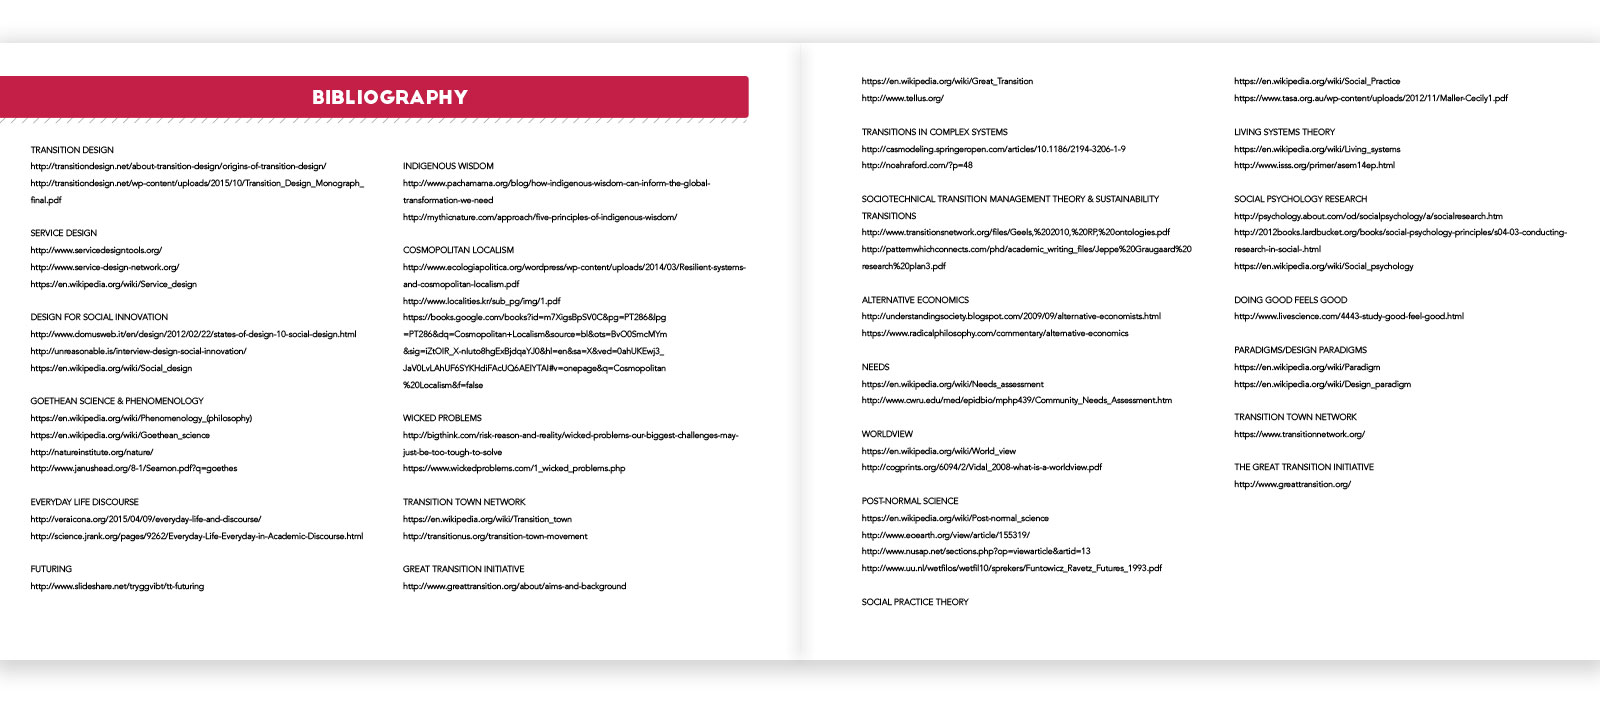 BIBLIOGRAPHY
TRANSITION DESIGN
http://transitiondesign.net/about-transition-design/origins-of-transition-design/
http://transitiondesign.net/wp-content/uploads/2015/10/Transition_Design_Monograph_
final.pdf
SERVICE DESIGN
http://www.servicedesigntools.org/
http://www.service-design-network.org/
https://en.wikipedia.org/wiki/Service_design
DESIGN FOR SOCIAL INNOVATION
http://www.domusweb.it/en/design/2012/02/22/states-of-design-10-social-design.html
http://unreasonable.is/interview-design-social-innovation/
https://en.wikipedia.org/wiki/Social_design
GOETHEAN SCIENCE & PHENOMENOLOGY
https://en.wikipedia.org/wiki/Phenomenology_(philosophy)
https://en.wikipedia.org/wiki/Goethean_science
http://natureinstitute.org/nature/
http://www.janushead.org/8-1/Seamon.pdf?q=goethes
EVERYDAY LIFE DISCOURSE
http://veraicona.org/2015/04/09/everyday-life-and-discourse/
http://science.jrank.org/pages/9262/Everyday-Life-Everyday-in-Academic-Discourse.html
FUTURING
http://www.slideshare.net/tryggvibt/tt-futuring
INDIGENOUS WISDOM
http://www.pachamama.org/blog/how-indigenous-wisdom-can-inform-the-global-
transformation-we-need
http://mythicnature.com/approach/five-principles-of-indigenous-wisdom/
COSMOPOLITAN LOCALISM
http://www.ecologiapolitica.org/wordpress/wp-content/uploads/2014/03/Resilient-systems-
and-cosmopolitan-localism.pdf
http://www.localities.kr/sub_pg/img/1.pdf
https://books.google.com/books?id=m7XigsBpSV0C&pg=PT286&lpg
=PT286&dq=Cosmopolitan+Localism&source=bl&ots=BvO0SmcMYm
&sig=iZtOIR_X-nIuto8hgExBjdqaYJ0&hl=en&sa=X&ved=0ahUKEwj3_
JaV0LvLAhUF6SYKHdiFAcUQ6AEIYTAI#v=onepage&q=Cosmopolitan
%20Localism&f=false
WICKED PROBLEMS
http://bigthink.com/risk-reason-and-reality/wicked-problems-our-biggest-challenges-may-
just-be-too-tough-to-solve
https://www.wickedproblems.com/1_wicked_problems.php
TRANSITION TOWN NETWORK
https://en.wikipedia.org/wiki/Transition_town
http://transitionus.org/transition-town-movement
GREAT TRANSITION INITIATIVE
http://www.greattransition.org/about/aims-and-background
https://en.wikipedia.org/wiki/Great_Transition
http://www.tellus.org/
TRANSITIONS IN COMPLEX SYSTEMS
http://casmodeling.springeropen.com/articles/10.1186/2194-3206-1-9
http://noahraford.com/?p=48
SOCIOTECHNICAL TRANSITION MANAGEMENT THEORY & SUSTAINABILITY
TRANSITIONS
http://www.transitionsnetwork.org/files/Geels,%202010,%20RP,%20ontologies.pdf
http://patternwhichconnects.com/phd/academic_writing_files/Jeppe%20Graugaard%20
research%20plan3.pdf
ALTERNATIVE ECONOMICS
http://understandingsociety.blogspot.com/2009/09/alternative-economists.html
https://www.radicalphilosophy.com/commentary/alternative-economics
NEEDS
https://en.wikipedia.org/wiki/Needs_assessment
http://www.cwru.edu/med/epidbio/mphp439/Community_Needs_Assessment.htm
WORLDVIEW
https://en.wikipedia.org/wiki/World_view
http://cogprints.org/6094/2/Vidal_2008-what-is-a-worldview.pdf
POST-NORMAL SCIENCE
https://en.wikipedia.org/wiki/Post-normal_science
http://www.eoearth.org/view/article/155319/
http://www.nusap.net/sections.php?op=viewarticle&artid=13
http://www.uu.nl/wetfilos/wetfil10/sprekers/Funtowicz_Ravetz_Futures_1993.pdf
SOCIAL PRACTICE THEORY
https://en.wikipedia.org/wiki/Social_Practice
https://www.tasa.org.au/wp-content/uploads/2012/11/Maller-Cecily1.pdf
LIVING SYSTEMS THEORY
https://en.wikipedia.org/wiki/Living_systems
http://www.isss.org/primer/asem14ep.html
SOCIAL PSYCHOLOGY RESEARCH
http://psychology.about.com/od/socialpsychology/a/socialresearch.htm
http://2012books.lardbucket.org/books/social-psychology-principles/s04-03-conducting-
research-in-social-.html
https://en.wikipedia.org/wiki/Social_psychology
DOING GOOD FEELS GOOD
http://www.livescience.com/4443-study-good-feel-good.html
PARADIGMS/DESIGN PARADIGMS
https://en.wikipedia.org/wiki/Paradigm
https://en.wikipedia.org/wiki/Design_paradigm
TRANSITION TOWN NETWORK
https://www.transitionnetwork.org/
THE GREAT TRANSITION INITIATIVE
http://www.greattransition.org/